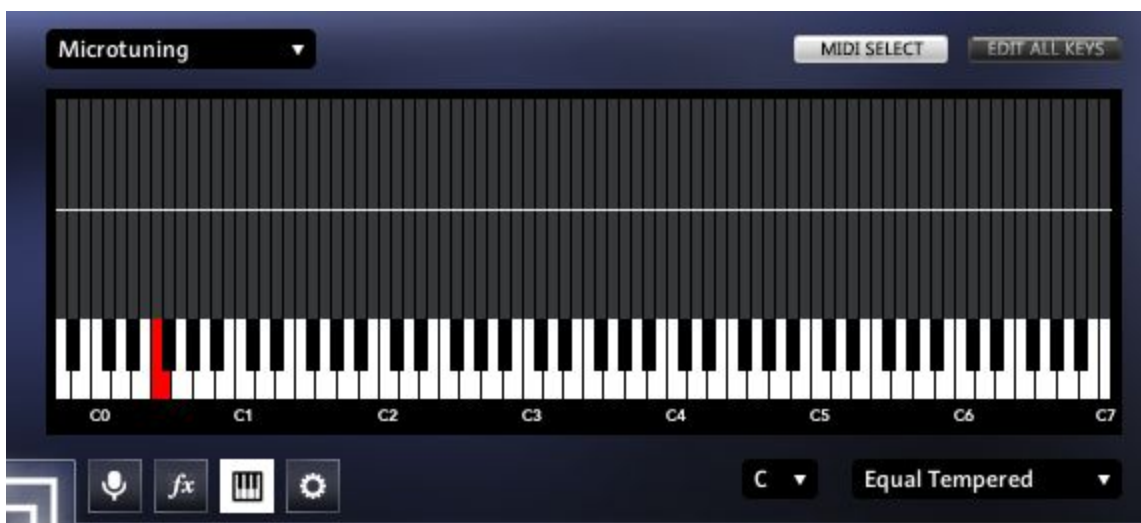 Microtuning
MIDI SELECT
EDIT ALL KEYS
C0 C1 C2 C3 C4 C5 C6 C7
fx
C
Equal Tempered